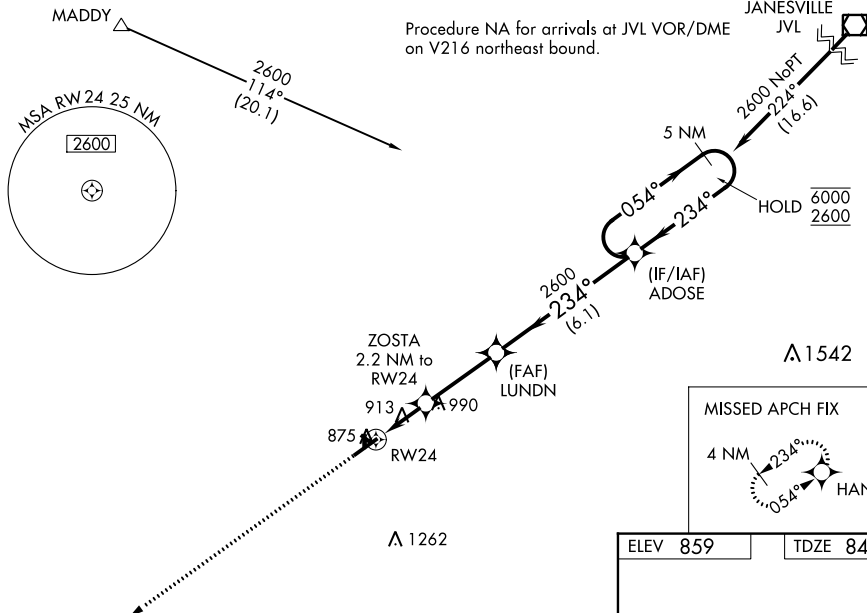 MADDY
2600
114°
(20.1)
Procedure NA for arrivals at JVL VOR/DME
on V216 northeast bound.
JANESVILLE
JVL
2600 NoPT
224°
(16.6)
MSA RW24 25 NM
2600
5 NM
054°
234°
HOLD
6000
2600
(IF/IAF)
ADOSE
2600
234°
(6.1)
ZOSTA
2.2 NM to
RW24
(FAF)
LUNDN
913
990
875
RW24
1542
1262
MISSED APCH FIX
4 NM
234°
054°
HAN
ELEV 859
TDZE 84